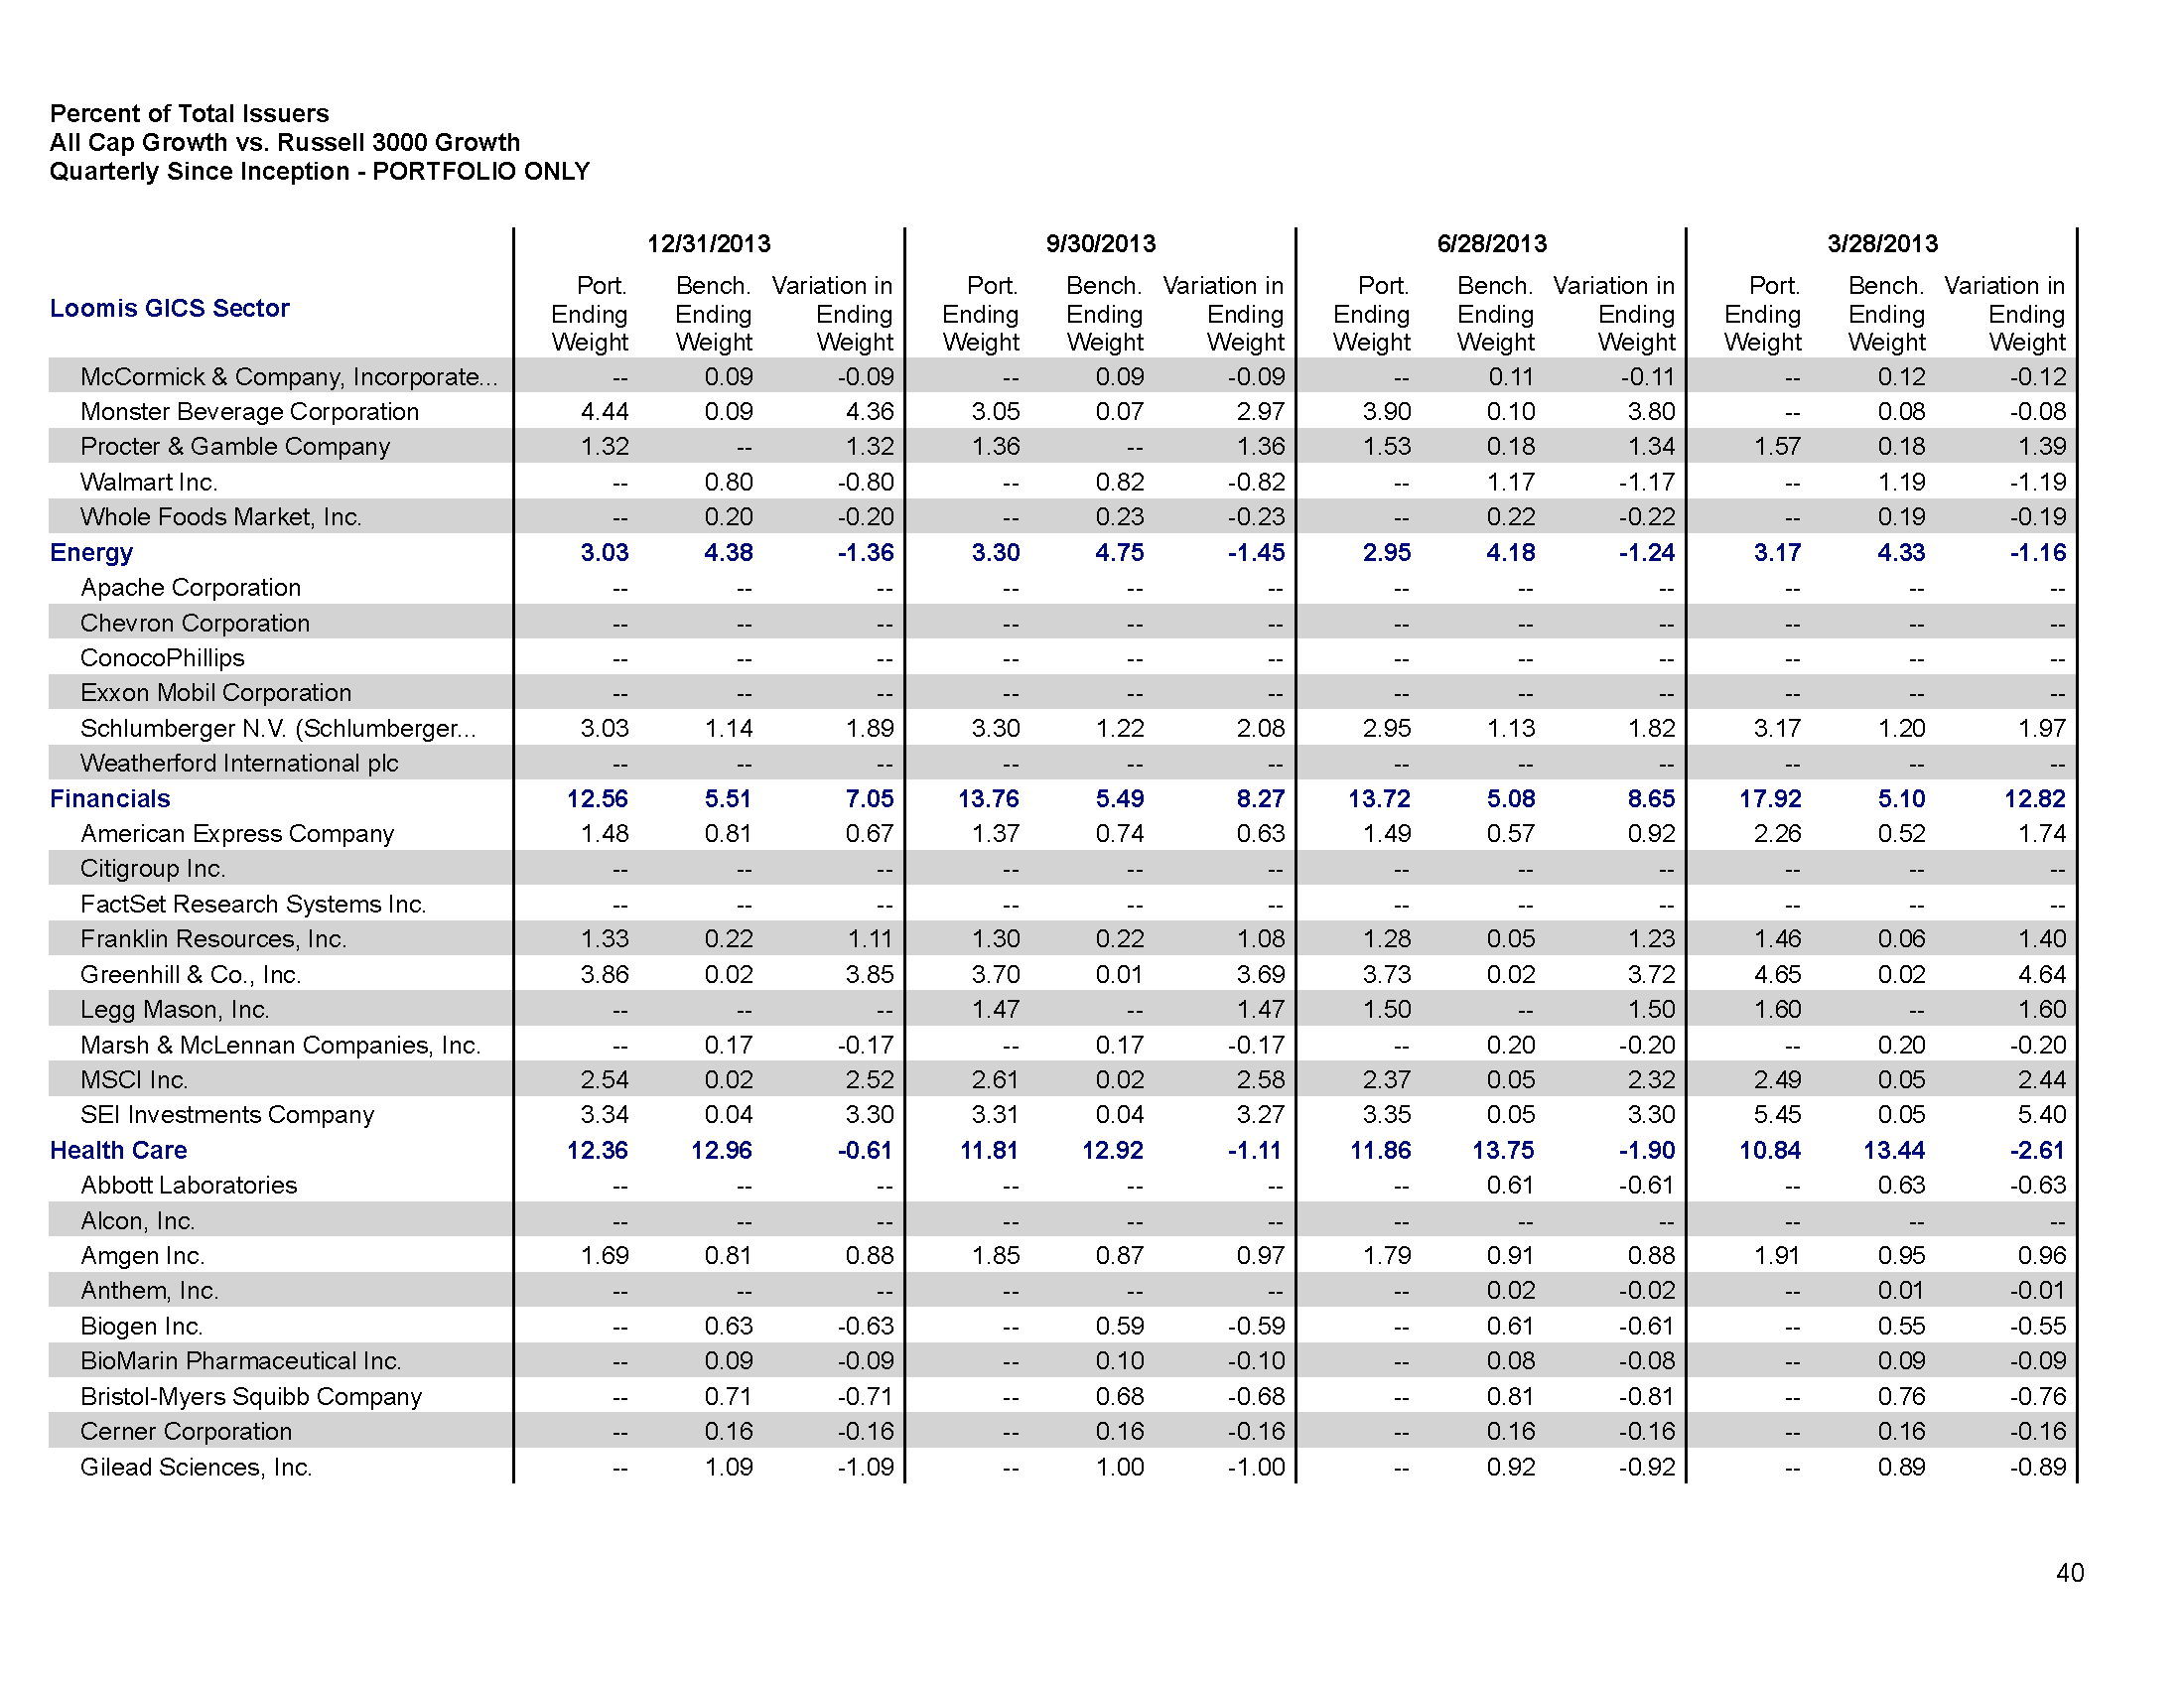 Percent of Total Issuers
All Cap Growth vs. Russell 3000 Growth
Quarterly Since Inception - PORTFOLIO ONLY
12/31/2013 9/30/2013 6/28/2013 3/28/2013
Loomis GICS Sector
Port. Bench. Variation in Port. Bench. Variation in Port. Bench. Variation in Port. Bench. Variation in
Ending Ending Ending Ending Ending Ending Ending Ending Ending Ending Ending Ending
Weight Weight Weight Weight Weight Weight Weight Weight Weight Weight Weight Weight
McCormick & Company, Incorporate... -- 0.09 -0.09 -- 0.09 -0.09 -- 0.11 -0.11 -- 0.12 -0.12
Monster Beverage Corporation 4.44 0.09 4.36 3.05 0.07 2.97 3.90 0.10 3.80 -- 0.08 -0.08
Procter & Gamble Company 1.32 -- 1.32 1.36 -- 1.36 1.53 0.18 1.34 1.57 0.18 1.39
Walmart Inc. -- 0.80 -0.80 -- 0.82 -0.82 -- 1.17 -1.17 -- 1.19 -1.19
Whole Foods Market, Inc. -- 0.20 -0.20 -- 0.23 -0.23 -- 0.22 -0.22 -- 0.19 -0.19
Energy 3.03 4.38 -1.36 3.30 4.75 -1.45 2.95 4.18 -1.24 3.17 4.33 -1.16
Apache Corporation -- -- -- -- -- -- -- -- -- -- -- --
Chevron Corporation -- -- -- -- -- -- -- -- -- -- -- --
ConocoPhillips -- -- -- -- -- -- -- -- -- -- -- --
Exxon Mobil Corporation -- -- -- -- -- -- -- -- -- -- -- --
Schlumberger N.V. (Schlumberger... 3.03 1.14 1.89 3.30 1.22 2.08 2.95 1.13 1.82 3.17 1.20 1.97
Weatherford International plc -- -- -- -- -- -- -- -- -- -- -- --
Financials 12.56 5.51 7.05 13.76 5.49 8.27 13.72 5.08 8.65 17.92 5.10 12.82
American Express Company 1.48 0.81 0.67 1.37 0.74 0.63 1.49 0.57 0.92 2.26 0.52 1.74
Citigroup Inc. -- -- -- -- -- -- -- -- -- -- -- --
FactSet Research Systems Inc. -- -- -- -- -- -- -- -- -- -- -- --
Franklin Resources, Inc. 1.33 0.22 1.11 1.30 0.22 1.08 1.28 0.05 1.23 1.46 0.06 1.40
Greenhill & Co., Inc. 3.86 0.02 3.85 3.70 0.01 3.69 3.73 0.02 3.72 4.65 0.02 4.64
Legg Mason, Inc. -- -- -- 1.47 -- 1.47 1.50 -- 1.50 1.60 -- 1.60
Marsh & McLennan Companies, Inc. -- 0.17 -0.17 -- 0.17 -0.17 -- 0.20 -0.20 -- 0.20 -0.20
MSCI Inc. 2.54 0.02 2.52 2.61 0.02 2.58 2.37 0.05 2.32 2.49 0.05 2.44
SEI Investments Company 3.34 0.04 3.30 3.31 0.04 3.27 3.35 0.05 3.30 5.45 0.05 5.40
Health Care 12.36 12.96 -0.61 11.81 12.92 -1.11 11.86 13.75 -1.90 10.84 13.44 -2.61
Abbott Laboratories -- -- -- -- -- -- -- 0.61 -0.61 -- 0.63 -0.63
Alcon, Inc. -- -- -- -- -- -- -- -- -- -- -- --
Amgen Inc. 1.69 0.81 0.88 1.85 0.87 0.97 1.79 0.91 0.88 1.91 0.95 0.96
Anthem, Inc. -- -- -- -- -- -- -- 0.02 -0.02 -- 0.01 -0.01
Biogen Inc. -- 0.63 -0.63 -- 0.59 -0.59 -- 0.61 -0.61 -- 0.55 -0.55
BioMarin Pharmaceutical Inc. -- 0.09 -0.09 -- 0.10 -0.10 -- 0.08 -0.08 -- 0.09 -0.09
Bristol-Myers Squibb Company -- 0.71 -0.71 -- 0.68 -0.68 -- 0.81 -0.81 -- 0.76 -0.76
Cerner Corporation -- 0.16 -0.16 -- 0.16 -0.16 -- 0.16 -0.16 -- 0.16 -0.16
Gilead Sciences, Inc. -- 1.09 -1.09 -- 1.00 -1.00 -- 0.92 -0.92 -- 0.89 -0.89
40